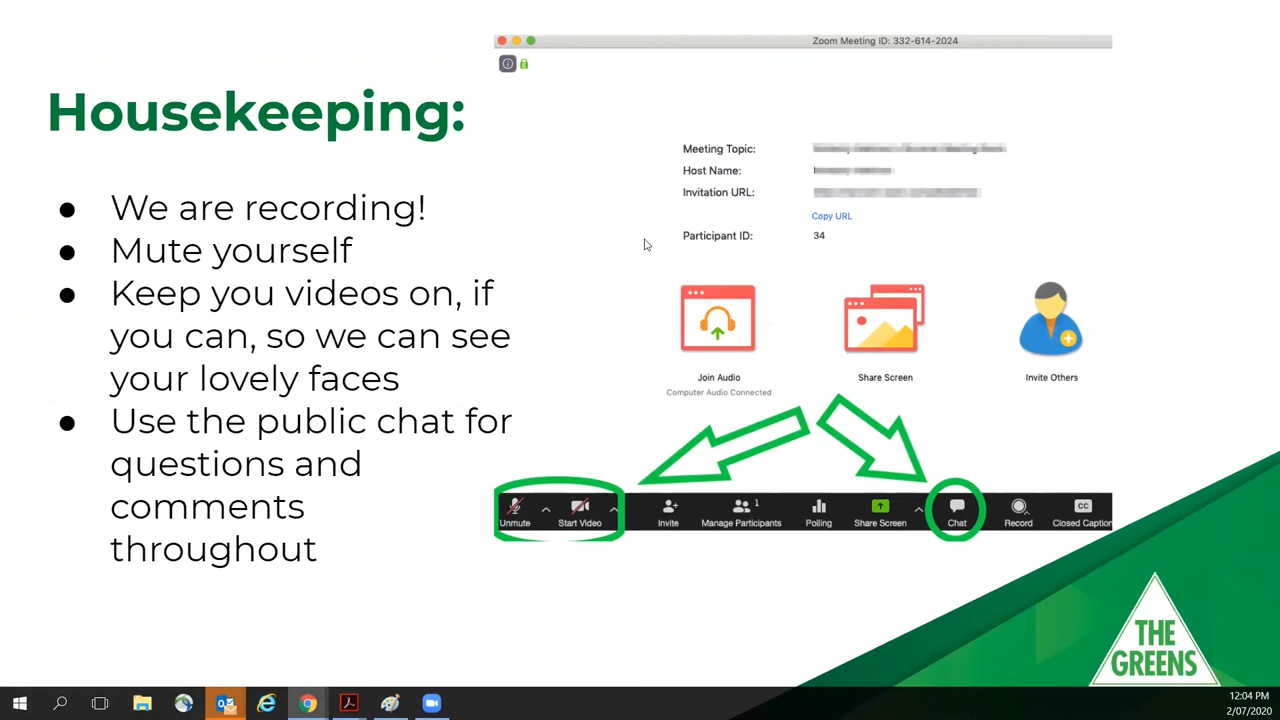 Zoom Meeting ID: 332-614-2024
Housekeeping:
● We are recording!
● Mute yourself
● Keep you videos on, if
you can, so we can see
your lovely faces
● Use the public chat for
questions and
comments
throughout
Meeting Topic:
Host Name:
Invitation URL:
Copy URL
Participant ID: 34
Join Audio
Computer Audio Connected
Share Screen
Invite Others
Unmute
Start Video
Invite
Manage Participants 1
Polling
Share Screen
Chat
Record
CC
Closed Caption
THE
GREENS
12:04 PM
2/07/2020